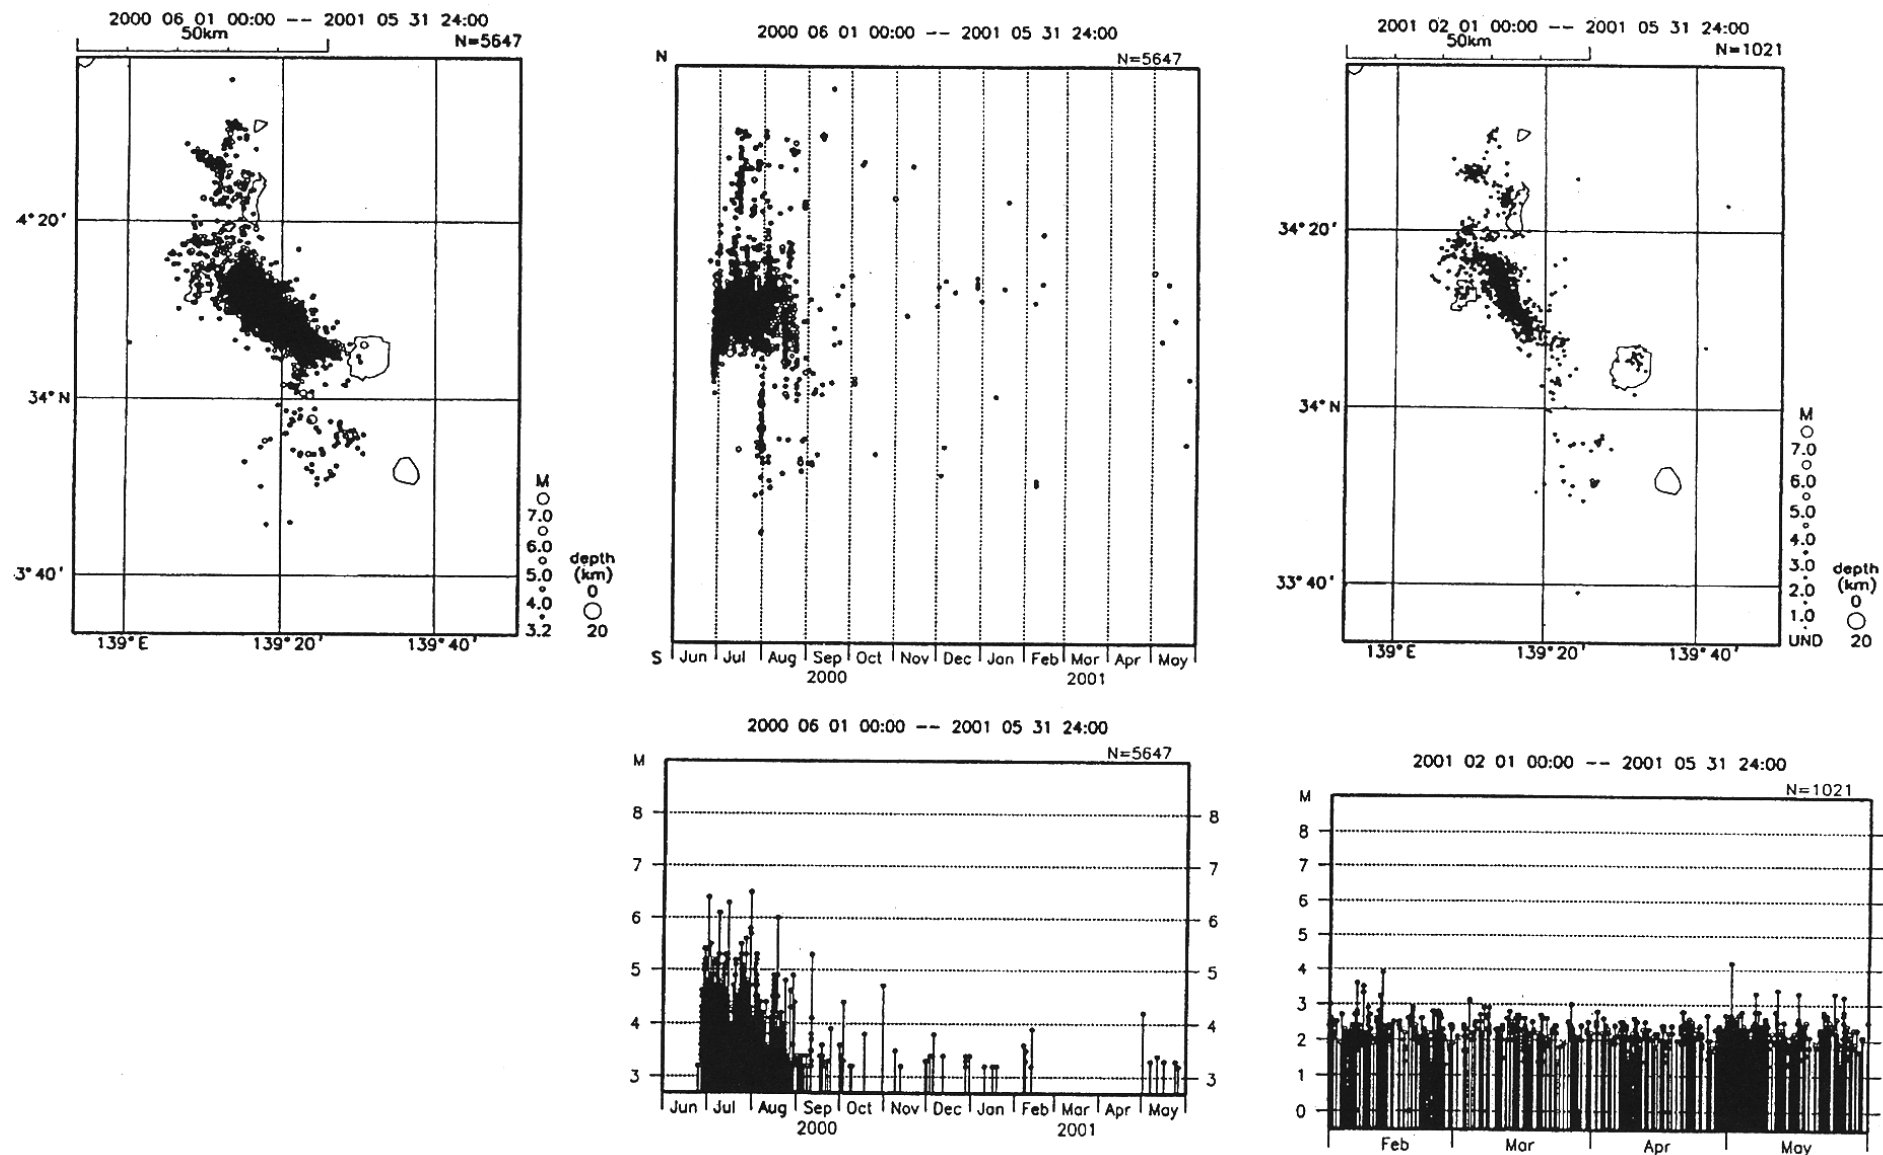 2000 06 01 00:00 -- 2001 05 31 24:00
50km
N=5647
4°20'
34°N
3°40'
139°E
139°20'
139°40'
M
7.0
6.0
5.0
4.0
3.2
depth
(km)
0
20
2000 06 01 00:00 -- 2001 05 31 24:00
N=5647
N
S
Jun Jul Aug Sep Oct Nov Dec Jan Feb Mar Apr May
2000
2001
2001 02 01 00:00 -- 2001 05 31 24:00
50km
N=1021
34°20'
34°N
33°40'
139°E
139°20'
139°40'
M
7.0
6.0
5.0
4.0
3.0
2.0
1.0
UND
depth
(km)
0
20
2000 06 01 00:00 -- 2001 05 31 24:00
N=5647
M
8
7
6
5
4
3
8
7
6
5
4
3
Jun Jul Aug Sep Oct Nov Dec Jan Feb Mar Apr May
2000
2001
2001 02 01 00:00 -- 2001 05 31 24:00
N=1021
M
8
7
6
5
4
3
2
1
0
Feb Mar Apr May